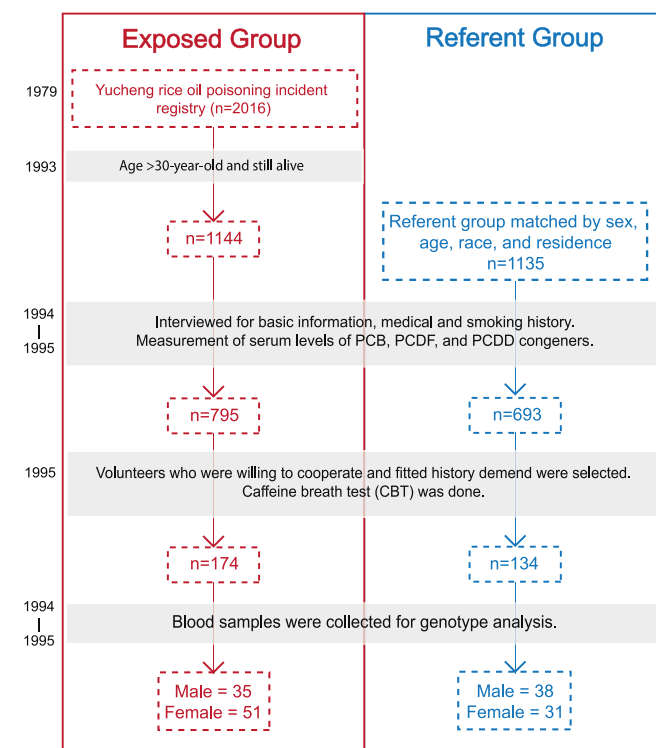 Exposed Group
Referent Group
1979
Yucheng rice oil poisoning incident
registry (n=2016)
1993
Age >30-year-old and still alive
n=1144
Referent group matched by sex,
age, race, and residence
n=1135
1994
1995
Interviewed for basic information, medical and smoking history.
Measurement of serum levels of PCB, PCDF, and PCDD congeners.
n=795
n=693
1995
Volunteers who were willing to cooperate and fitted history demend were selected.
Caffeine breath test (CBT) was done.
n=174
n=134
1994
1995
Blood samples were collected for genotype analysis.
Male = 35
Female = 51
Male = 38
Female = 31